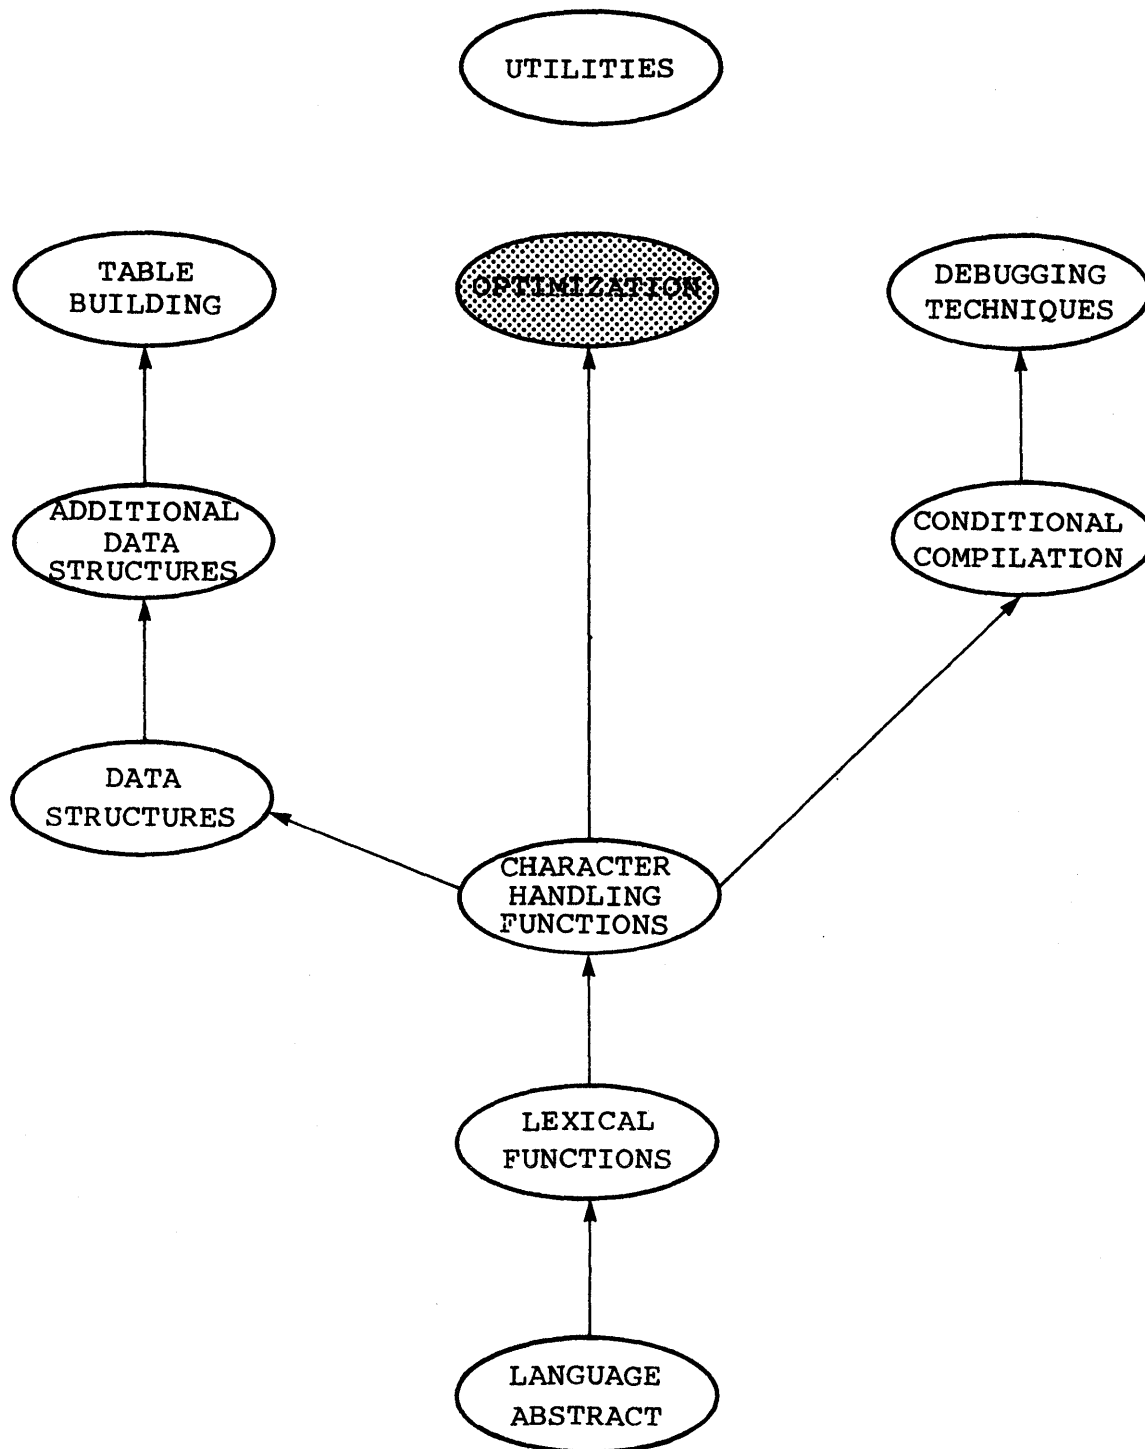 UTILITIES
TABLE
BUILDING
OPTIMIZATION
DEBUGGING
TECHNIQUES
ADDITIONAL
DATA
STRUCTURES
CONDITIONAL
COMPILATION
DATA
STRUCTURES
CHARACTER
HANDLING
FUNCTIONS
LEXICAL
FUNCTIONS
LANGUAGE
ABSTRACT